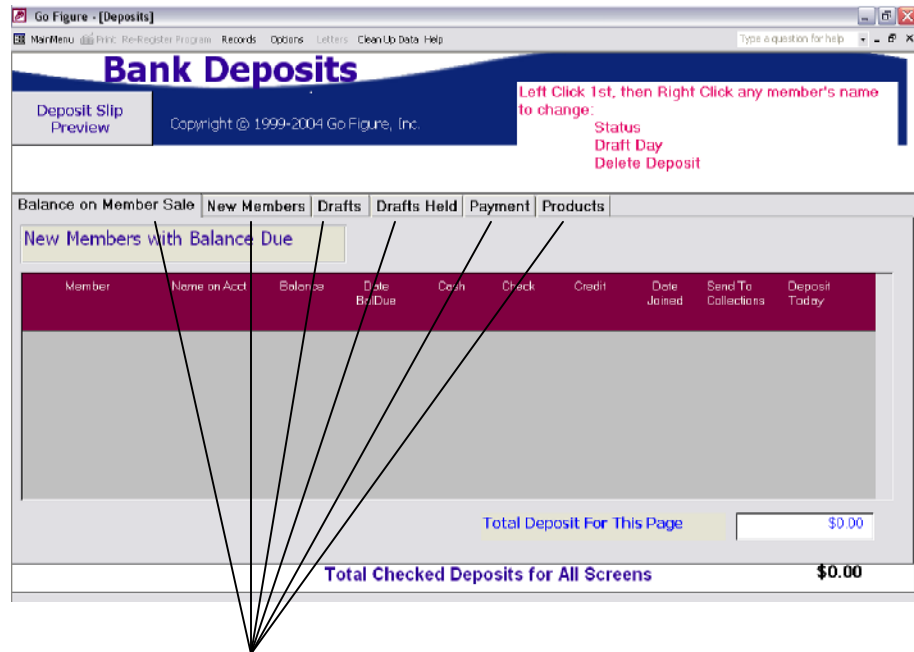 Go Figure - [Deposits]
MainMenu Print Re-Register Program Records Options Letters Clean Up Data Help Type a question for help
Bank Deposits
Deposit Slip
Preview
Copyright @ 1999-2004 Go Figure, Inc.
Left Click 1st, then Right Click any member's name
to change:
Status
Draft Day
Delete Deposit
Balance on Member Sale New Members Drafts Drafts Held Payment Products
New Members with Balance Due
Member Name on Acct Balance Date Cash Check Credit Date Send To Deposit
BalDue Joined Collections Today
Total Deposit For This Page $0.00
Total Checked Deposits for All Screens $0.00